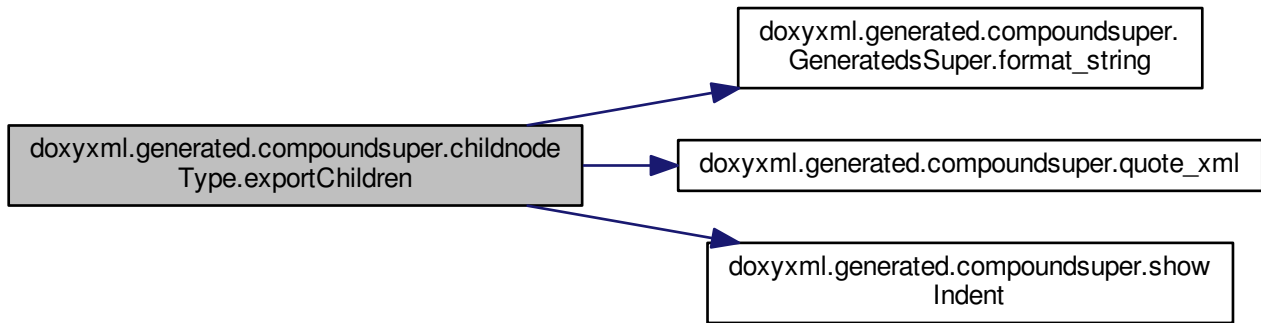 doxyxml.generated.compoundsuper.
GeneratedsSuper.format_string
doxyxml.generated.compoundsuper.childnode
Type.exportChildren
doxyxml.generated.compoundsuper.quote_xml
doxyxml.generated.compoundsuper.show
Indent